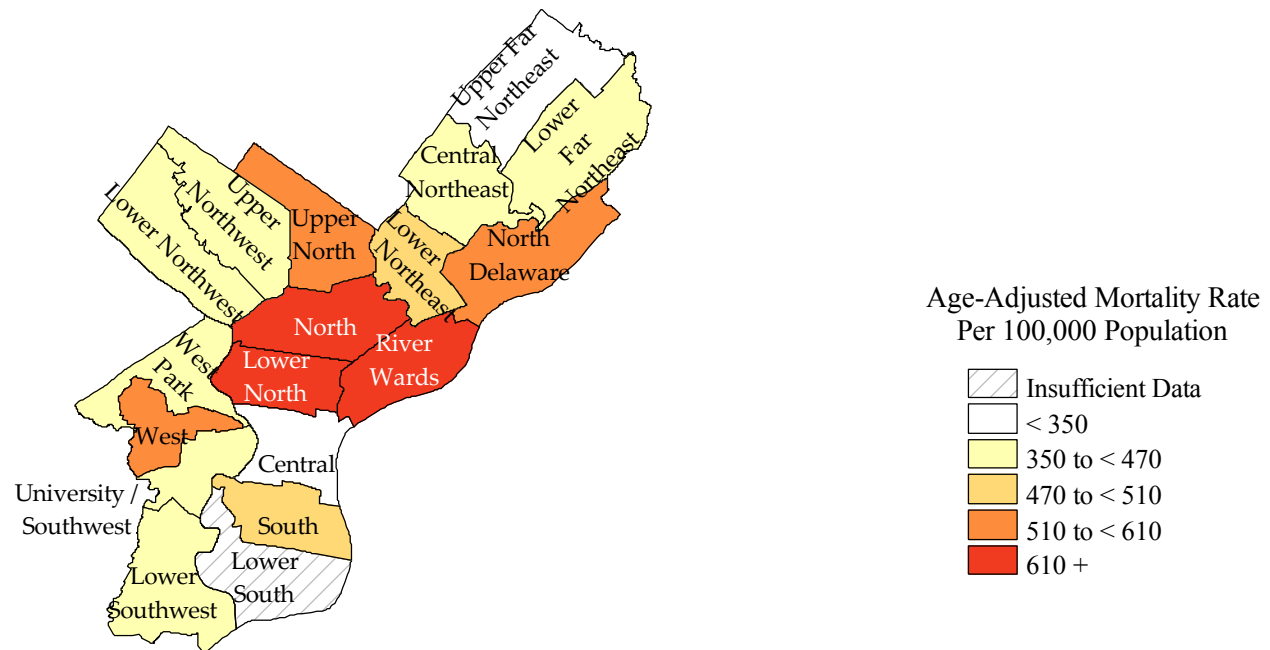 Upper Far
Northeast
Lower
Far
Northeast
Central
Northeast
Upper
Northwest
Lower Northwest
Upper
North
Lower
Northeast
North
Delaware
North
River
Wards
Lower
North
West
Park
West
Central
University /
Southwest
South
Lower
South
Lower
Southwest
Age-Adjusted Mortality Rate
Per 100,000 Population
Insufficient Data
< 350
350 to < 470
470 to < 510
510 to < 610
610 +